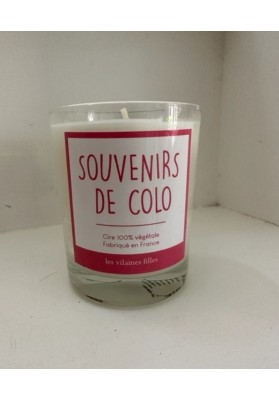 SOUVENIRS
DE COLO
Cire 100% végétale
Fabriqué en France
les vilaines filles